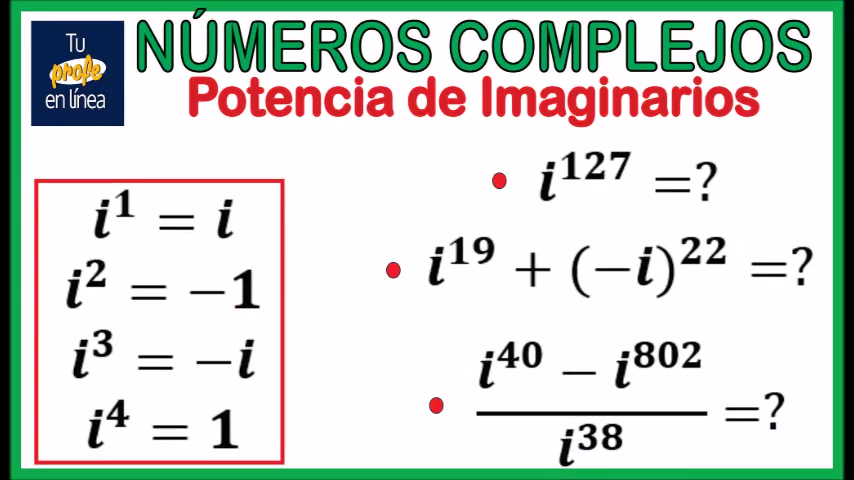 Tu
profe
en línea
NÚMEROS COMPLEJOS
Potencia de Imaginarios
i¹ = i
i² = −1
i³ = −i
i⁴ = 1
• i¹²⁷ =?
• i¹⁹ + (−i)²² =?
• (i⁴⁰ − i⁸⁰²) / i³⁸ =?